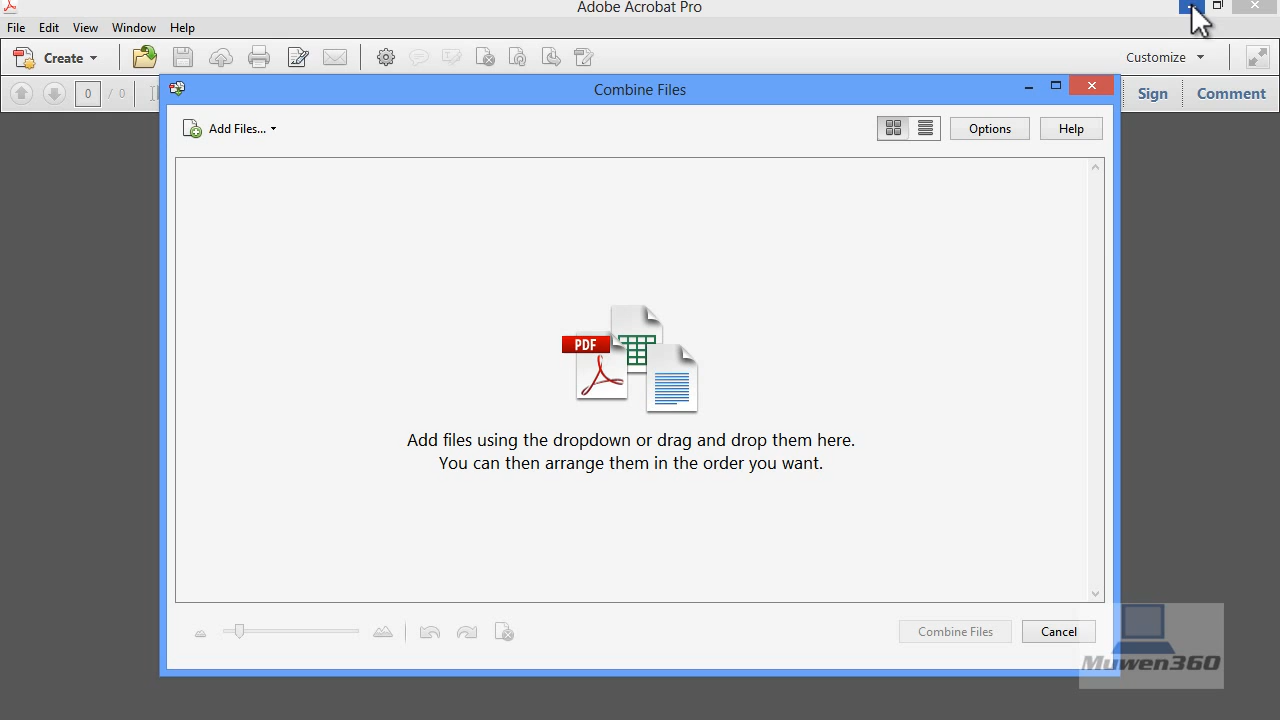 Adobe Acrobat Pro
File Edit View Window Help
Create
Customize
0 / 0
Sign
Comment
Combine Files
Add Files...
Options
Help
PDF
Add files using the dropdown or drag and drop them here.
You can then arrange them in the order you want.
Combine Files
Cancel
Muwen360